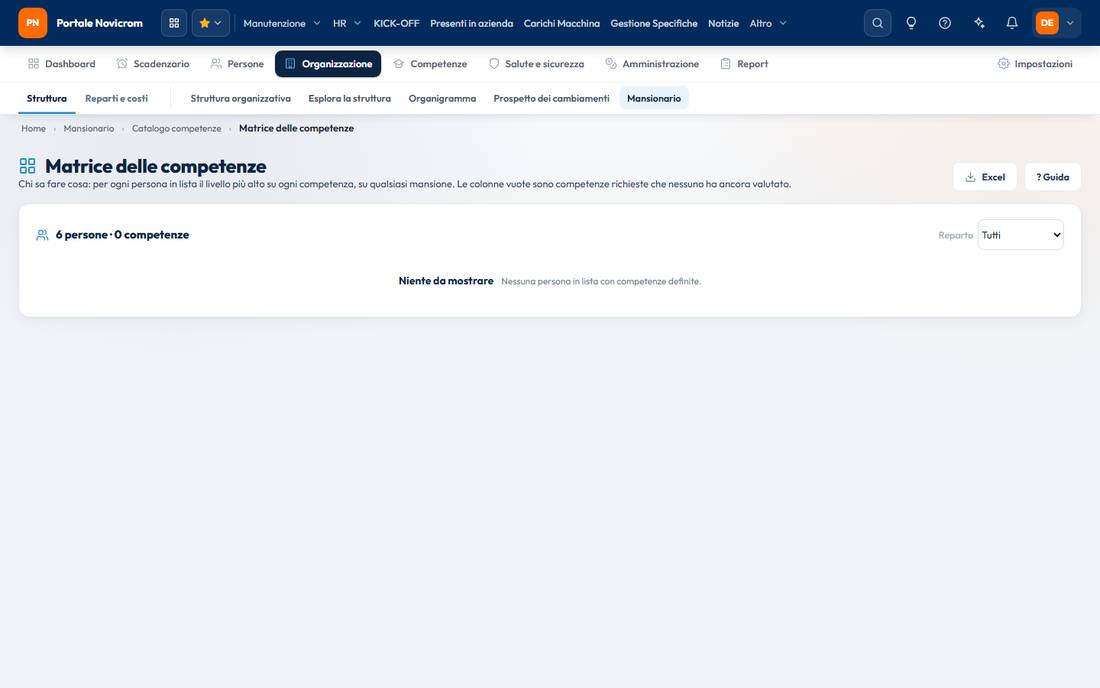 PN Portale Novicrom Manutenzione HR KICK-OFF Presenti in azienda Carichi Macchina Gestione Specifiche Notizie Altro DE
Dashboard Scadenzario Persone Organizzazione Competenze Salute e sicurezza Amministrazione Report Impostazioni
Struttura Reparti e costi Struttura organizzativa Esplora la struttura Organigramma Prospetto dei cambiamenti Mansionario
Home › Mansionario › Catalogo competenze › Matrice delle competenze
Matrice delle competenze
Chi sa fare cosa: per ogni persona in lista il livello più alto su ogni competenza, su qualsiasi mansione. Le colonne vuote sono competenze richieste che nessuno ha ancora valutato.
Excel ? Guida
6 persone · 0 competenze Reparto Tutti
Niente da mostrare Nessuna persona in lista con competenze definite.